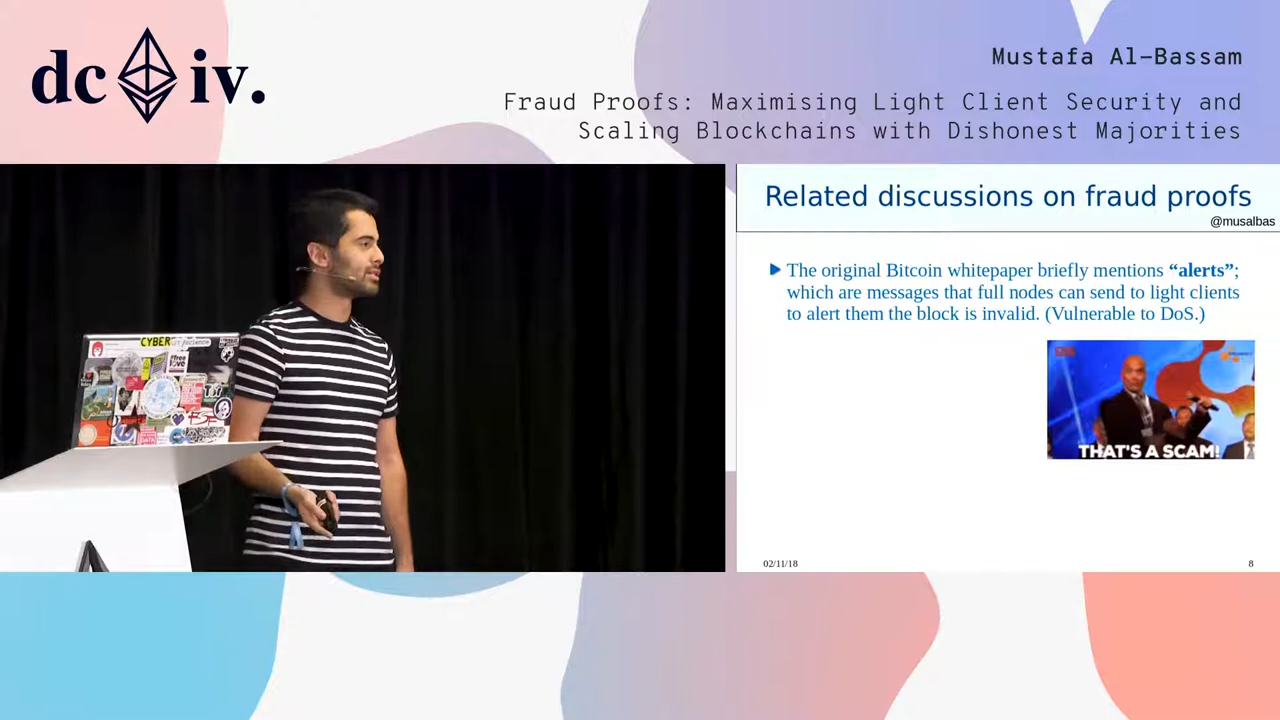 dc iv.
Mustafa Al-Bassam
Fraud Proofs: Maximising Light Client Security and
Scaling Blockchains with Dishonest Majorities
Related discussions on fraud proofs
@musalbas
The original Bitcoin whitepaper briefly mentions “alerts”;
which are messages that full nodes can send to light clients
to alert them the block is invalid. (Vulnerable to DoS.)
THAT'S A SCAM!
02/11/18
8
CYBER